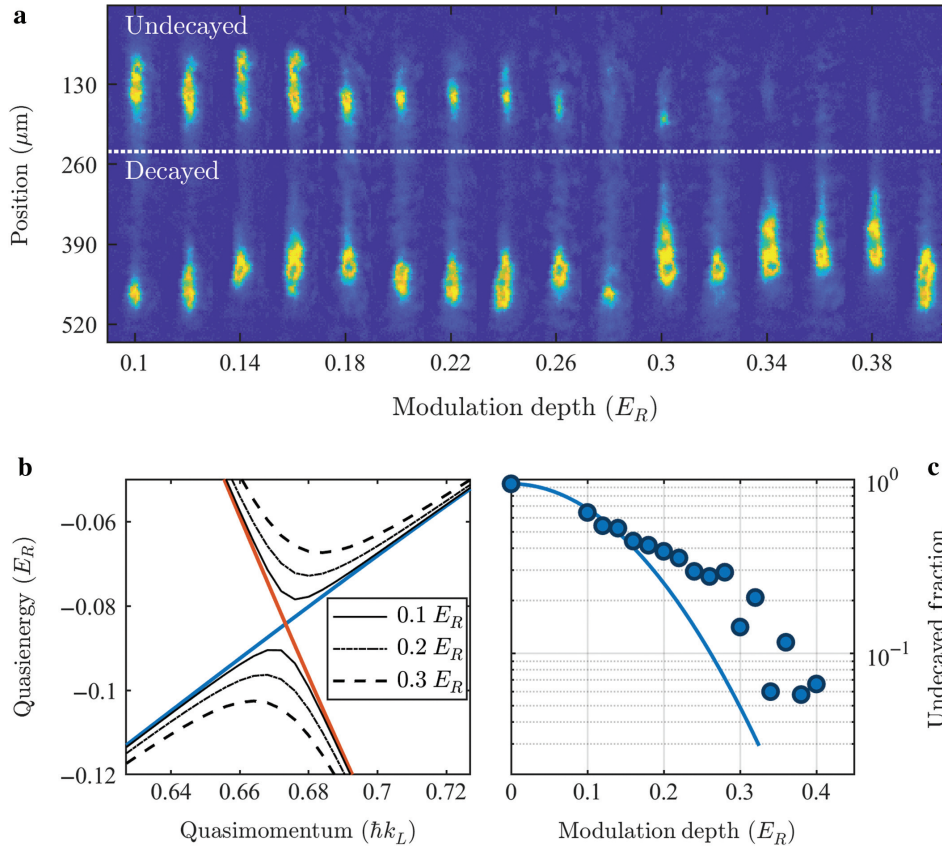 a
Undecayed
Decayed
Position (μm)
130
260
390
520
0.1 0.14 0.18 0.22 0.26 0.3 0.34 0.38
Modulation depth (E_R)
b
Quasienergy (E_R)
−0.06
−0.08
−0.1
−0.12
0.1 E_R
0.2 E_R
0.3 E_R
0.64 0.66 0.68 0.7 0.72
Quasimomentum (ħk_L)
c
10^0
10^−1
Undecayed fraction
0 0.1 0.2 0.3 0.4
Modulation depth (E_R)